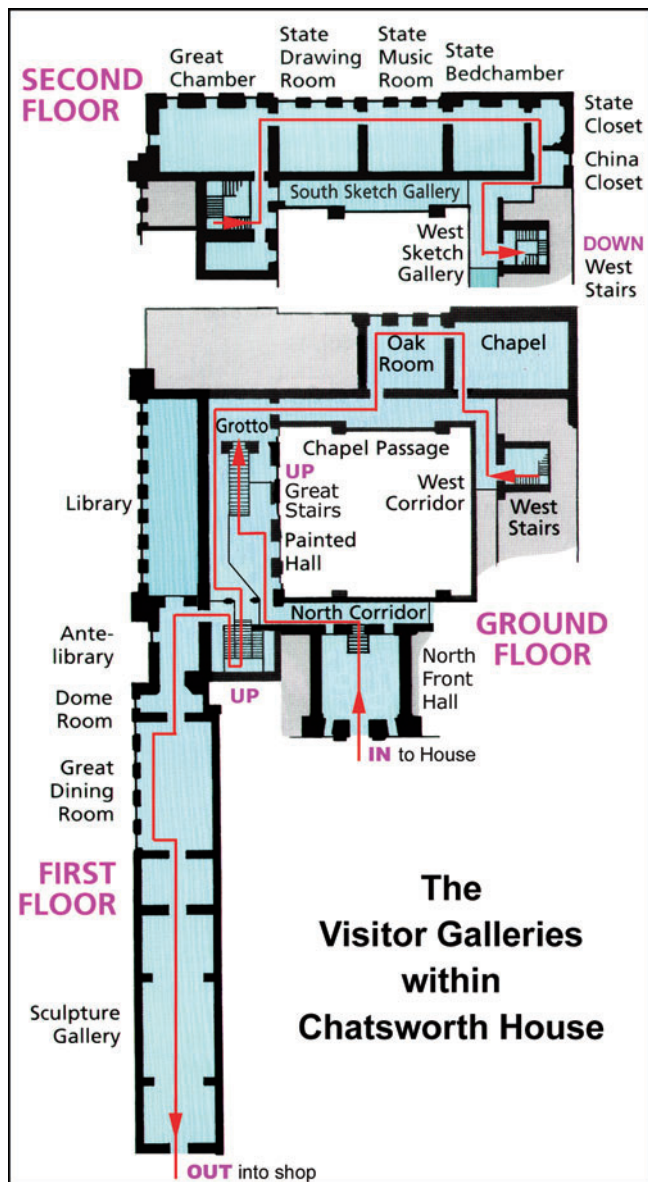 SECOND
FLOOR
Great
Chamber
State
Drawing
Room
State
Music
Room
State
Bedchamber
State
Closet
China
Closet
South Sketch Gallery
West
Sketch
Gallery
DOWN
West
Stairs
Oak
Room
Chapel
Grotto
Chapel Passage
UP
Great
Stairs
West
Corridor
West
Stairs
Library
Painted
Hall
North Corridor
GROUND
FLOOR
Ante-
library
UP
North
Front
Hall
Dome
Room
IN to House
Great
Dining
Room
FIRST
FLOOR
The
Visitor Galleries
within
Chatsworth House
Sculpture
Gallery
OUT into shop